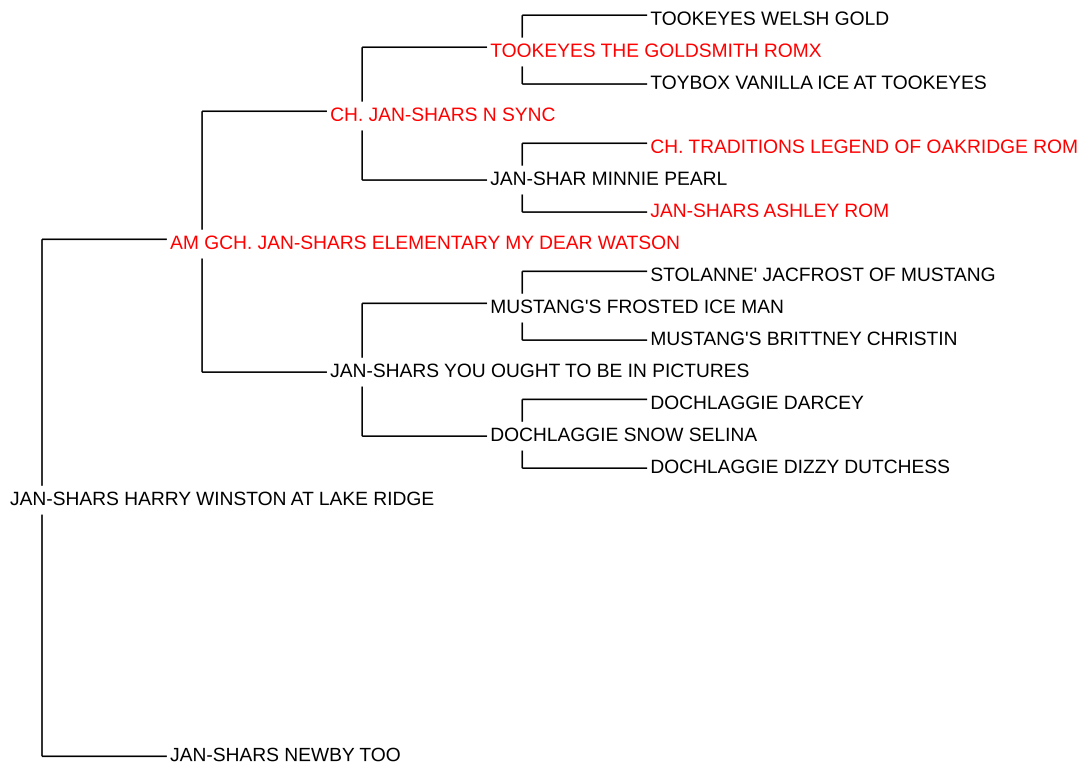 TOOKEYES WELSH GOLD
TOOKEYES THE GOLDSMITH ROMX
TOYBOX VANILLA ICE AT TOOKEYES
CH. JAN-SHARS N SYNC
CH. TRADITIONS LEGEND OF OAKRIDGE ROM
JAN-SHAR MINNIE PEARL
JAN-SHARS ASHLEY ROM
AM GCH. JAN-SHARS ELEMENTARY MY DEAR WATSON
STOLANNE' JACFROST OF MUSTANG
MUSTANG'S FROSTED ICE MAN
MUSTANG'S BRITTNEY CHRISTIN
JAN-SHARS YOU OUGHT TO BE IN PICTURES
DOCHLAGGIE DARCEY
DOCHLAGGIE SNOW SELINA
DOCHLAGGIE DIZZY DUTCHESS
JAN-SHARS HARRY WINSTON AT LAKE RIDGE
JAN-SHARS NEWBY TOO